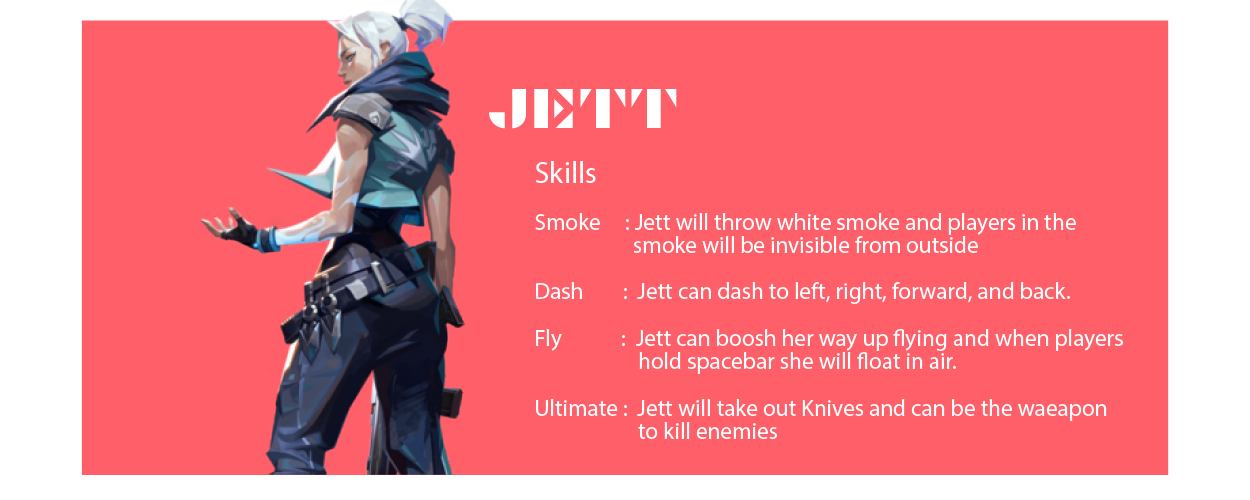 JETT
Skills
Smoke : Jett will throw white smoke and players in the
smoke will be invisible from outside
Dash : Jett can dash to left, right, forward, and back.
Fly : Jett can boosh her way up flying and when players
hold spacebar she will float in air.
Ultimate : Jett will take out Knives and can be the waeapon
to kill enemies